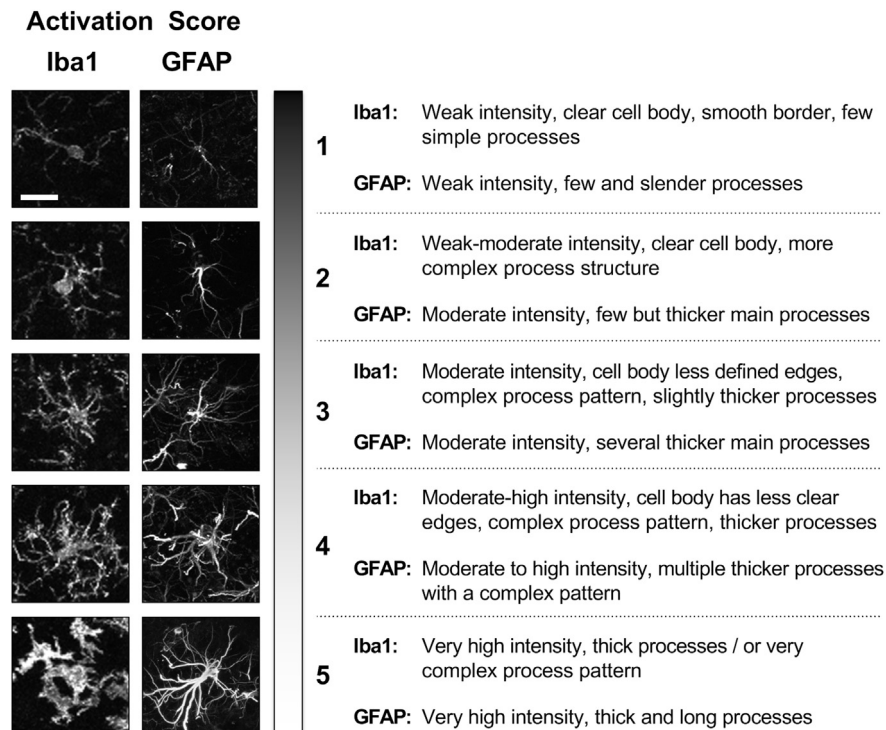 Activation Score
Iba1 GFAP
1
Iba1: Weak intensity, clear cell body, smooth border, few
simple processes
GFAP: Weak intensity, few and slender processes
2
Iba1: Weak-moderate intensity, clear cell body, more
complex process structure
GFAP: Moderate intensity, few but thicker main processes
3
Iba1: Moderate intensity, cell body less defined edges,
complex process pattern, slightly thicker processes
GFAP: Moderate intensity, several thicker main processes
4
Iba1: Moderate-high intensity, cell body has less clear
edges, complex process pattern, thicker processes
GFAP: Moderate to high intensity, multiple thicker processes
with a complex pattern
5
Iba1: Very high intensity, thick processes / or very
complex process pattern
GFAP: Very high intensity, thick and long processes